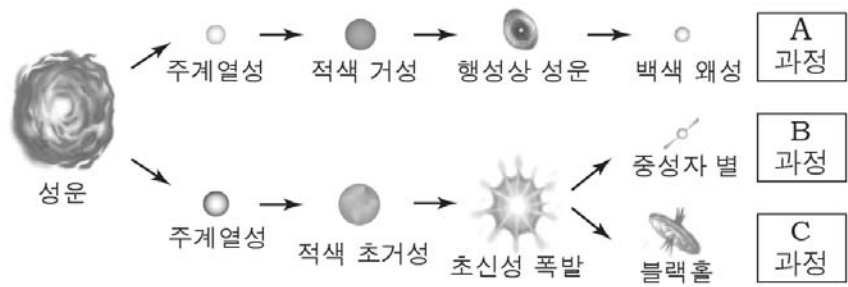 주계열성
적색 거성
행성상 성운
백색 왜성
A
과정
성운
중성자 별
B
과정
주계열성
적색 초거성
초신성 폭발
블랙홀
C
과정